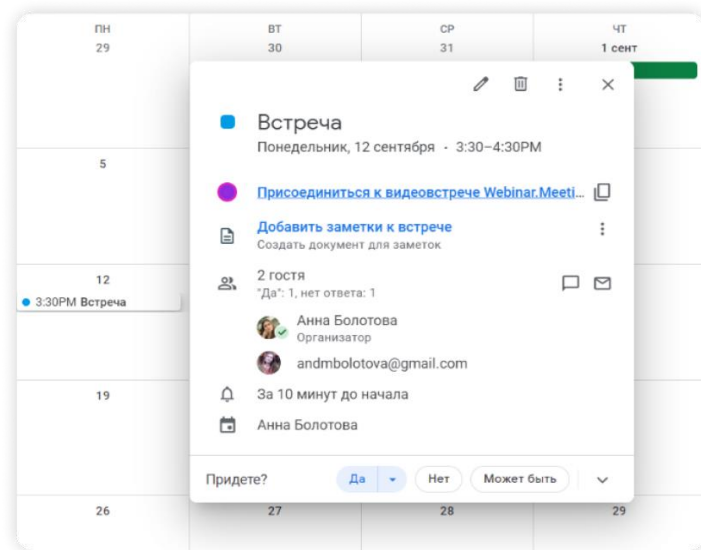 ПН ВТ СР ЧТ
29 30 31 1 сент
Встреча
Понедельник, 12 сентября · 3:30–4:30PM
5
Присоединиться к видеовстрече Webinar.Meeti...
Добавить заметки к встрече
Создать документ для заметок
12
2 гостя
"Да": 1, нет ответа: 1
3:30PM Встреча
Анна Болотова
Организатор
andmbolotova@gmail.com
19
За 10 минут до начала
Анна Болотова
Придете? Да Нет Может быть
26 27 28 29